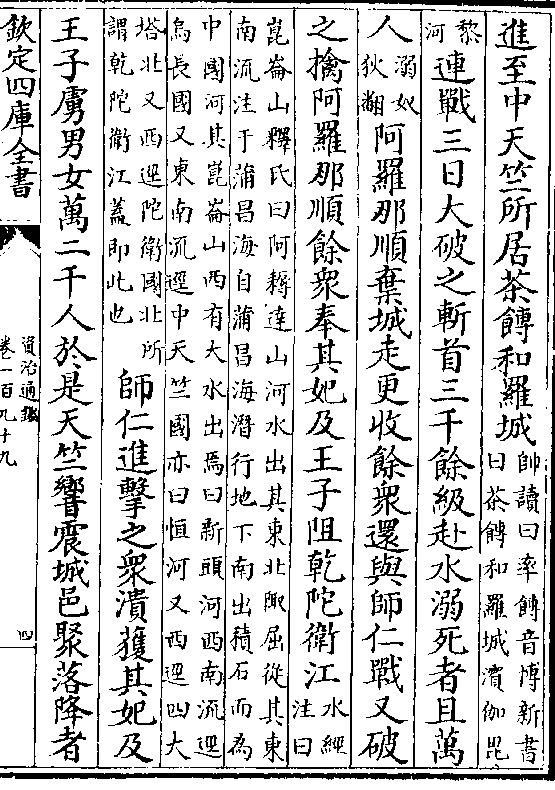 進至中天竺所居茶餺和羅城帥讀曰率餺音博新書
曰茶餺和羅城濱伽毘
黎
河連戰三日大破之斬首三千餘級赴水溺死者且萬
人溺奴
狄翻阿羅那順棄城走更收餘衆還與師仁戰又破
之擒阿羅那順餘衆奉其妃及王子阻乾陀衛江水經
注曰
崑崙山釋氏曰阿耨達山河水出其東北陬屈從其東
南流注于蒲昌海自蒲昌海潛行地下南出積石而為
中國河其崑崙山西有大水出焉曰新頭河西南流逕
烏長國又東南流逕中天竺國亦曰恒河又西逕四大
塔北又西逕陀衛國北所
謂乾陀衛江蓋即此也師仁進擊之衆潰獲其妃及
王子虜男女萬二千人於是天竺響震城邑聚落降者
欽定四庫全書
資治通鑑
卷一百九十九
四